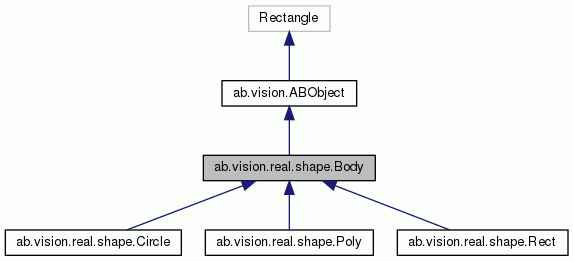 Rectangle
ab.vision.ABObject
ab.vision.real.shape.Body
ab.vision.real.shape.Circle
ab.vision.real.shape.Poly
ab.vision.real.shape.Rect